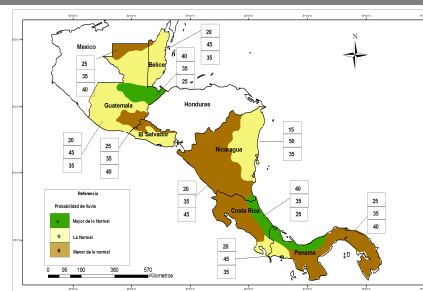 N
Mexico
Belice
Guatemala
Honduras
El Salvador
Nicaragua
Costa Rica
Panama
20
45
35
40
35
25
25
35
40
20
45
35
25
35
40
15
50
35
20
35
45
40
35
25
25
35
40
20
45
35
Referencia
Probabilidad de lluvia
A Mayor de lo Normal
N Lo Normal
B Menor de lo normal
0 95 190 380 570
Kilometros